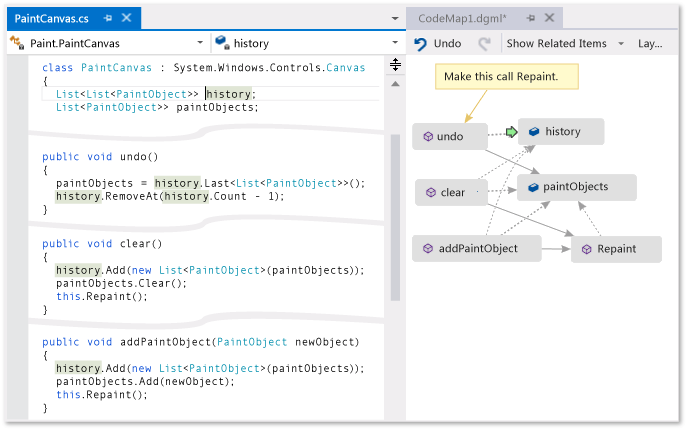 PaintCanvas.cs
CodeMap1.dgml*
Paint.PaintCanvas
history
Undo
Show Related Items
Lay...
class PaintCanvas : System.Windows.Controls.Canvas
{
List<List<PaintObject>> history;
List<PaintObject>> paintObjects;
public void undo()
{
paintObjects = history.Last<List<PaintObject>>();
history.RemoveAt(history.Count - 1);
}
public void clear()
{
history.Add(new List<PaintObject>(paintObjects));
paintObjects.Clear();
this.Repaint();
}
public void addPaintObject(PaintObject newObject)
{
history.Add(new List<PaintObject>(paintObjects));
paintObjects.Add(newObject);
this.Repaint();
}
Make this call Repaint.
undo
history
clear
paintObjects
addPaintObject
Repaint